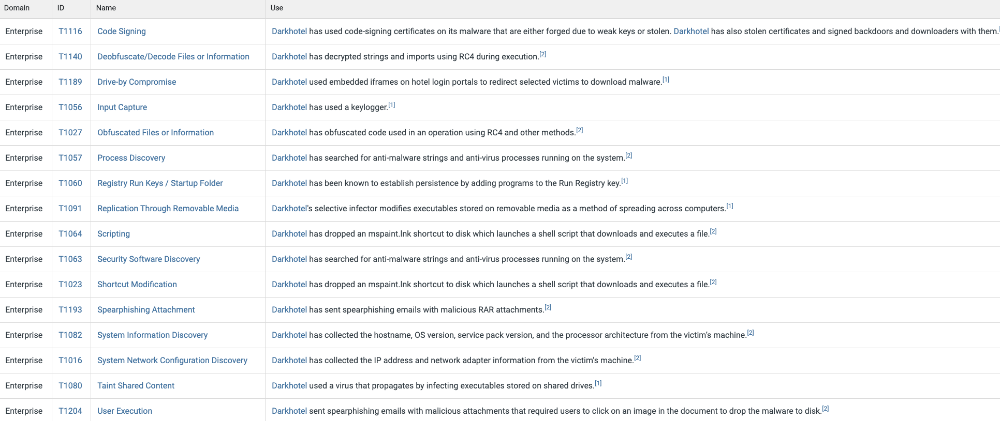 Domain ID Name Use
Enterprise T1116 Code Signing Darkhotel has used code-signing certificates on its malware that are either forged due to weak keys or stolen. Darkhotel has also stolen certificates and signed backdoors and downloaders with them.
Enterprise T1140 Deobfuscate/Decode Files or Information Darkhotel has decrypted strings and imports using RC4 during execution.[2]
Enterprise T1189 Drive-by Compromise Darkhotel used embedded iframes on hotel login portals to redirect selected victims to download malware.[1]
Enterprise T1056 Input Capture Darkhotel has used a keylogger.[1]
Enterprise T1027 Obfuscated Files or Information Darkhotel has obfuscated code used in an operation using RC4 and other methods.[2]
Enterprise T1057 Process Discovery Darkhotel has searched for anti-malware strings and anti-virus processes running on the system.[2]
Enterprise T1060 Registry Run Keys / Startup Folder Darkhotel has been known to establish persistence by adding programs to the Run Registry key.[1]
Enterprise T1091 Replication Through Removable Media Darkhotel's selective infector modifies executables stored on removable media as a method of spreading across computers.[1]
Enterprise T1064 Scripting Darkhotel has dropped an mspaint.lnk shortcut to disk which launches a shell script that downloads and executes a file.[2]
Enterprise T1063 Security Software Discovery Darkhotel has searched for anti-malware strings and anti-virus processes running on the system.[2]
Enterprise T1023 Shortcut Modification Darkhotel has dropped an mspaint.lnk shortcut to disk which launches a shell script that downloads and executes a file.[2]
Enterprise T1193 Spearphishing Attachment Darkhotel has sent spearphishing emails with malicious RAR attachments.[2]
Enterprise T1082 System Information Discovery Darkhotel has collected the hostname, OS version, service pack version, and the processor architecture from the victim’s machine.[2]
Enterprise T1016 System Network Configuration Discovery Darkhotel has collected the IP address and network adapter information from the victim’s machine.[2]
Enterprise T1080 Taint Shared Content Darkhotel used a virus that propagates by infecting executables stored on shared drives.[1]
Enterprise T1204 User Execution Darkhotel sent spearphishing emails with malicious attachments that required users to click on an image in the document to drop the malware to disk.[2]